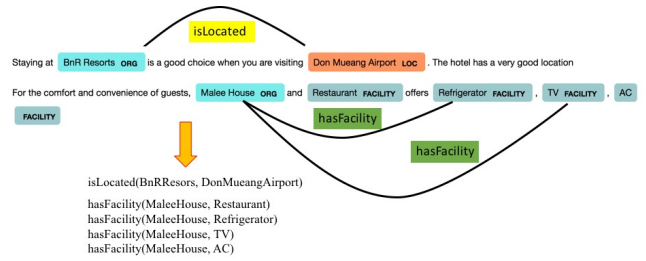 isLocated
Staying at BnR Resorts ORG is a good choice when you are visiting Don Mueang Airport LOC . The hotel has a very good location
For the comfort and convenience of guests, Malee House ORG and Restaurant FACILITY offers Refrigerator FACILITY , TV FACILITY , AC
FACILITY
hasFacility
hasFacility
isLocated(BnRResors, DonMueangAirport)
hasFacility(MaleeHouse, Restaurant)
hasFacility(MaleeHouse, Refrigerator)
hasFacility(MaleeHouse, TV)
hasFacility(MaleeHouse, AC)